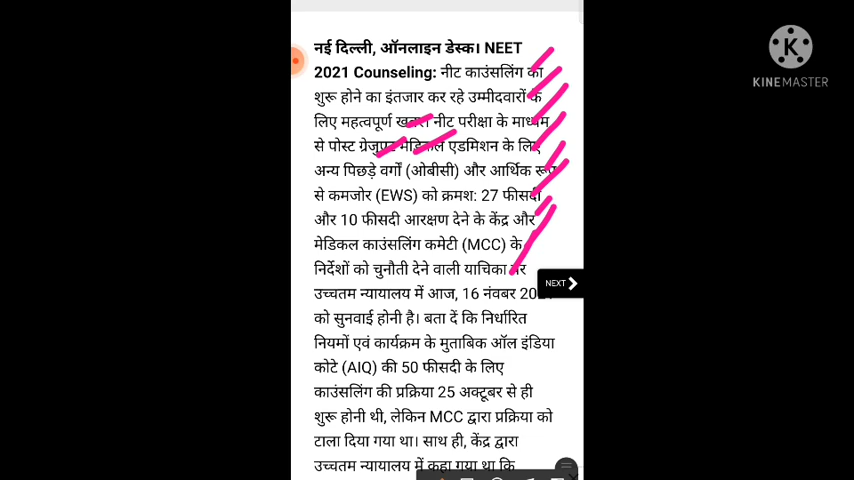 नई दिल्ली, ऑनलाइन डेस्क। NEET
2021 Counseling: नीट काउंसलिंग का
शुरू होने का इंतजार कर रहे उम्मीदवारों के
लिए महत्वपूर्ण खबर। नीट परीक्षा के माध्यम
से पोस्ट ग्रेजुएट मेडिकल एडमिशन के लिए
अन्य पिछड़े वर्गों (ओबीसी) और आर्थिक रूप
से कमजोर (EWS) को क्रमश: 27 फीसदी
और 10 फीसदी आरक्षण देने के केंद्र और
मेडिकल काउंसलिंग कमेटी (MCC) के
निर्देशों को चुनौती देने वाली याचिका पर
उच्चतम न्यायालय में आज, 16 नंवबर
को सुनवाई होनी है। बता दें कि निर्धारित
नियमों एवं कार्यक्रम के मुताबिक ऑल इंडिया
कोटे (AIQ) की 50 फीसदी के लिए
काउंसलिंग की प्रक्रिया 25 अक्टूबर से ही
शुरू होनी थी, लेकिन MCC द्वारा प्रक्रिया को
टाला दिया गया था। साथ ही, केंद्र द्वारा
उच्चतम न्यायालय में कहा गया था कि
NEXT
K
KINEMASTER